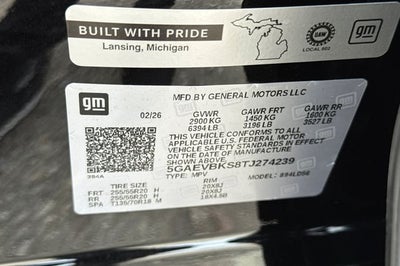 BUILT WITH PRIDE
Lansing, Michigan
UAW
LOCAL 602
gm
gm
MFD BY GENERAL MOTORS LLC
02/26 GVWR GAWR FRT GAWR RR
2900 KG 1450 KG 1600 KG
6394 LB 3196 LB 3527 LB
THIS VEHICLE CONFORMS TO ALL
APPLICABLE U.S. FEDERAL MOTOR
VEHICLE SAFETY STANDARDS IN EFFECT
ON THE DATE OF MANUFACTURE
SHOWN ABOVE
5GAEVBKS8TJ274239
TYPE: MPV MODEL: 894LD56
TIRE SIZE RIM
FRT 255/55R20 H 20X8J
RR 255/55R20 H 20X8J
SPA T135/70R18 M 18X4.5B